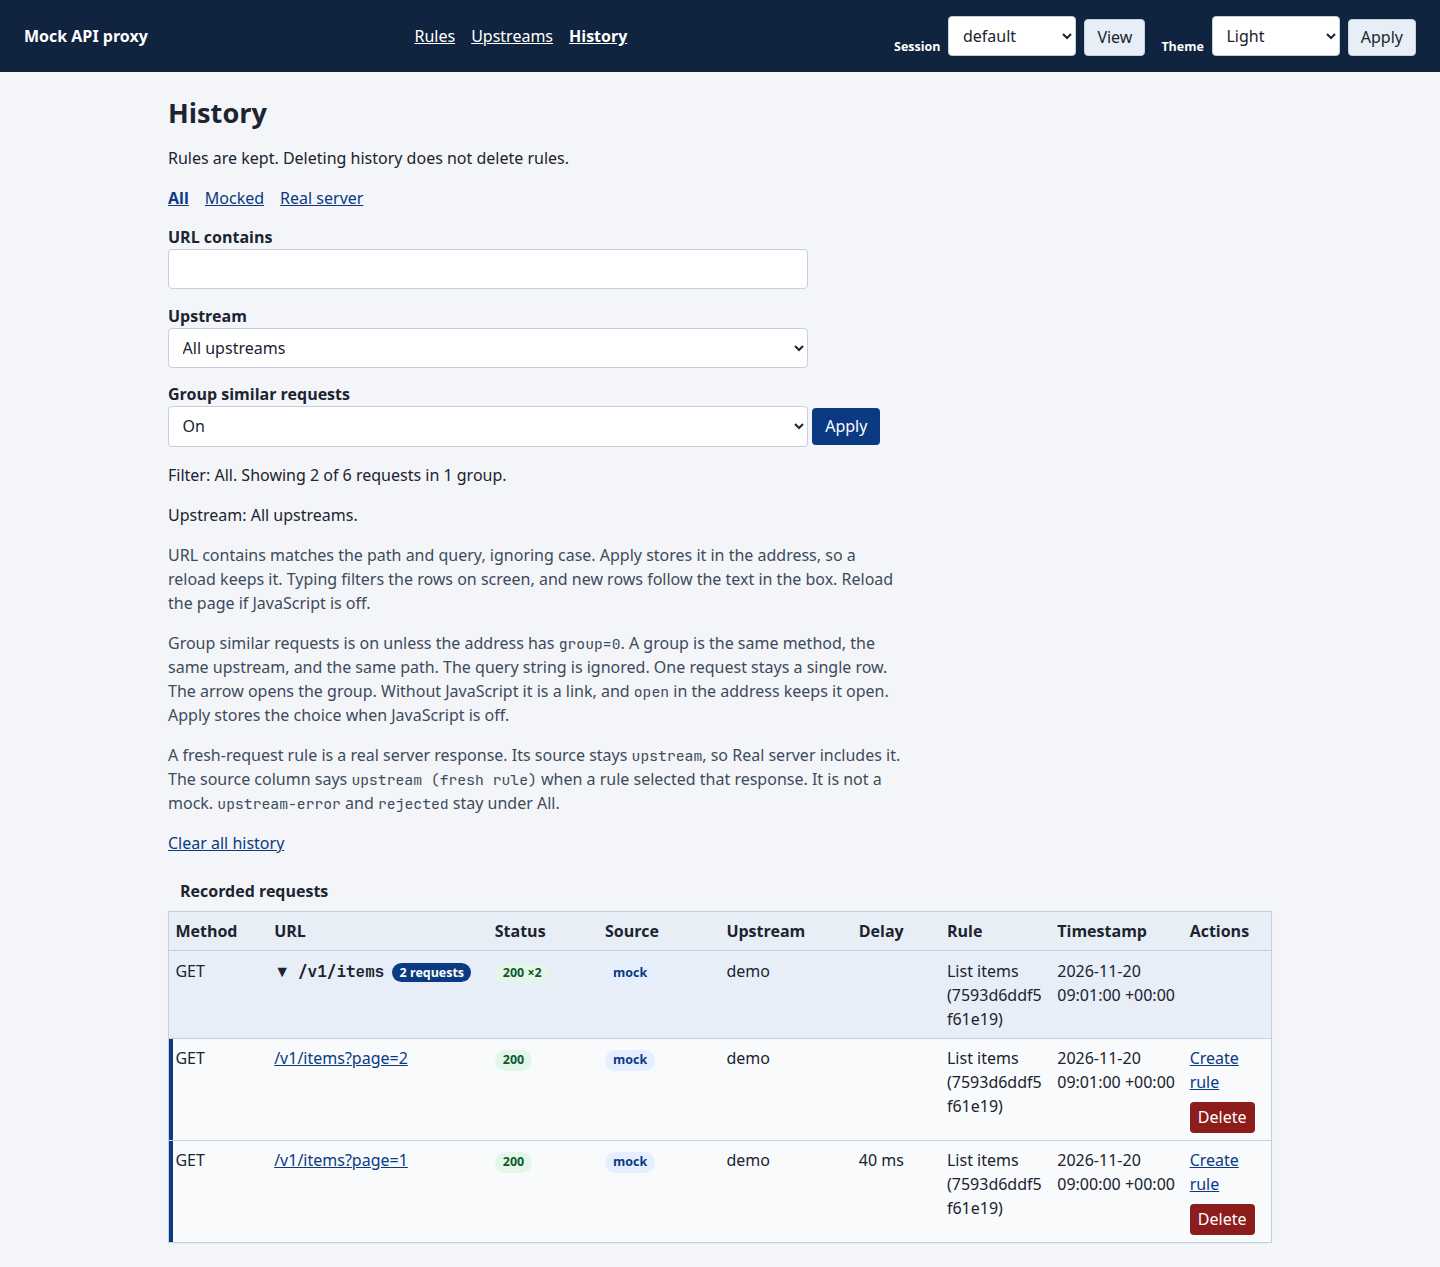 Mock API proxy
Rules Upstreams History
Session default View Theme Light Apply
History
Rules are kept. Deleting history does not delete rules.
All Mocked Real server
URL contains
Upstream
All upstreams
Group similar requests
On Apply
Filter: All. Showing 2 of 6 requests in 1 group.
Upstream: All upstreams.
URL contains matches the path and query, ignoring case. Apply stores it in the address, so a
reload keeps it. Typing filters the rows on screen, and new rows follow the text in the box. Reload
the page if JavaScript is off.
Group similar requests is on unless the address has group=0. A group is the same method, the
same upstream, and the same path. The query string is ignored. One request stays a single row.
The arrow opens the group. Without JavaScript it is a link, and open in the address keeps it open.
Apply stores the choice when JavaScript is off.
A fresh-request rule is a real server response. Its source stays upstream, so Real server includes it.
The source column says upstream (fresh rule) when a rule selected that response. It is not a
mock. upstream-error and rejected stay under All.
Clear all history
Recorded requests
Method URL Status Source Upstream Delay Rule Timestamp Actions
GET ▼ /v1/items 2 requests 200 ×2 mock demo List items 2026-11-20
(7593d6ddf5 09:01:00 +00:00
f61e19)
GET /v1/items?page=2 200 mock demo List items 2026-11-20 Create
(7593d6ddf5 09:01:00 +00:00 rule
f61e19) Delete
GET /v1/items?page=1 200 mock demo 40 ms List items 2026-11-20 Create
(7593d6ddf5 09:00:00 +00:00 rule
f61e19) Delete